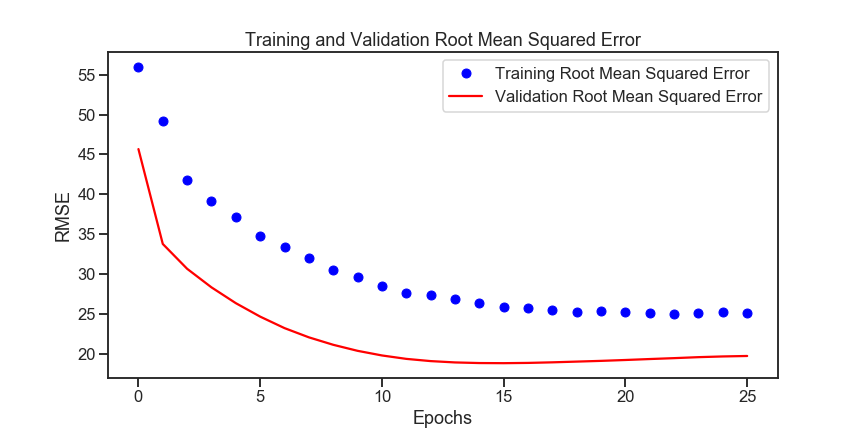 Training and Validation Root Mean Squared Error
Training Root Mean Squared Error
Validation Root Mean Squared Error
RMSE
55
50
45
40
35
30
25
20
0 5 10 15 20 25
Epochs